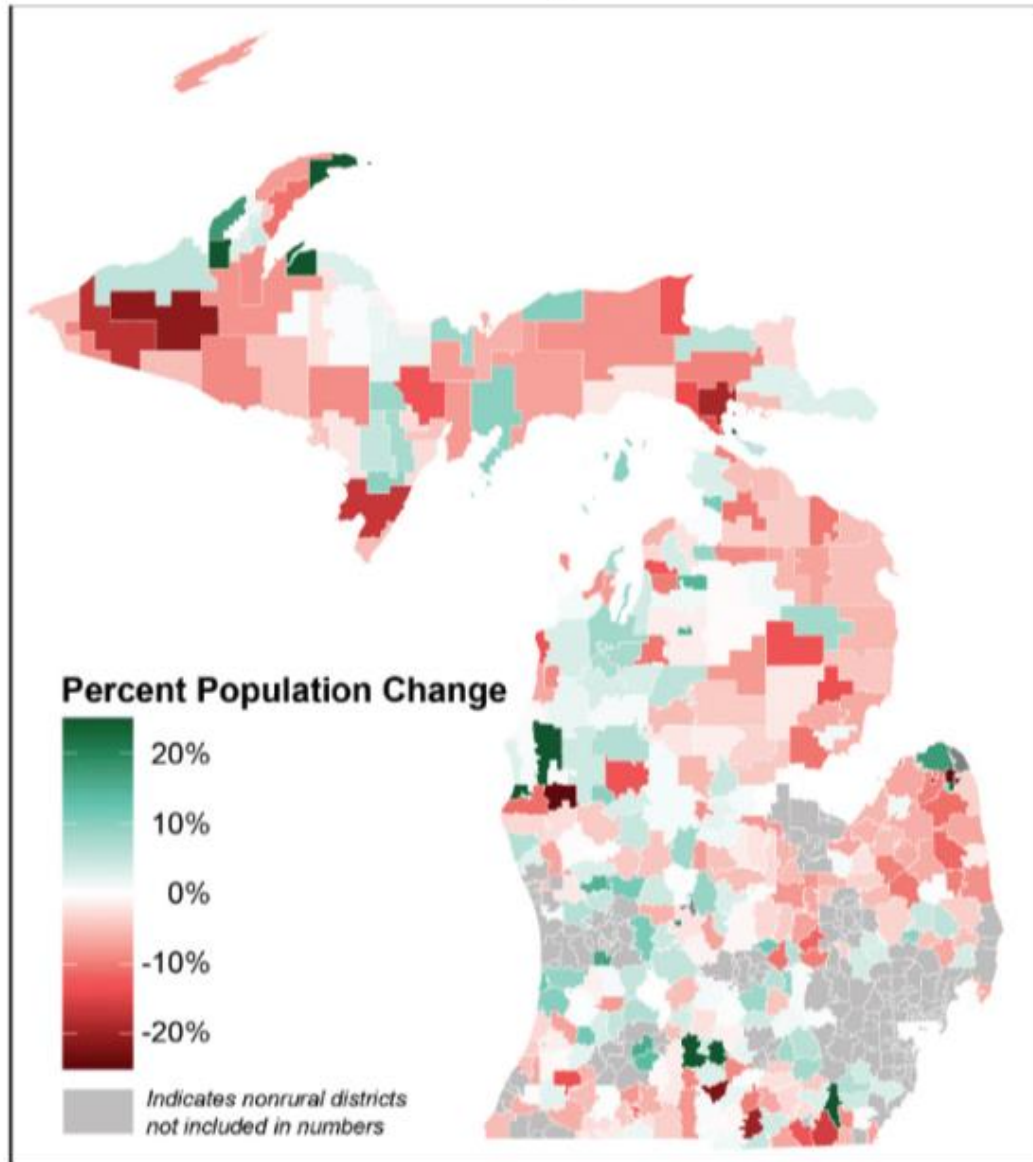 Percent Population Change
20%
10%
0%
-10%
-20%
Indicates nonrural districts
not included in numbers